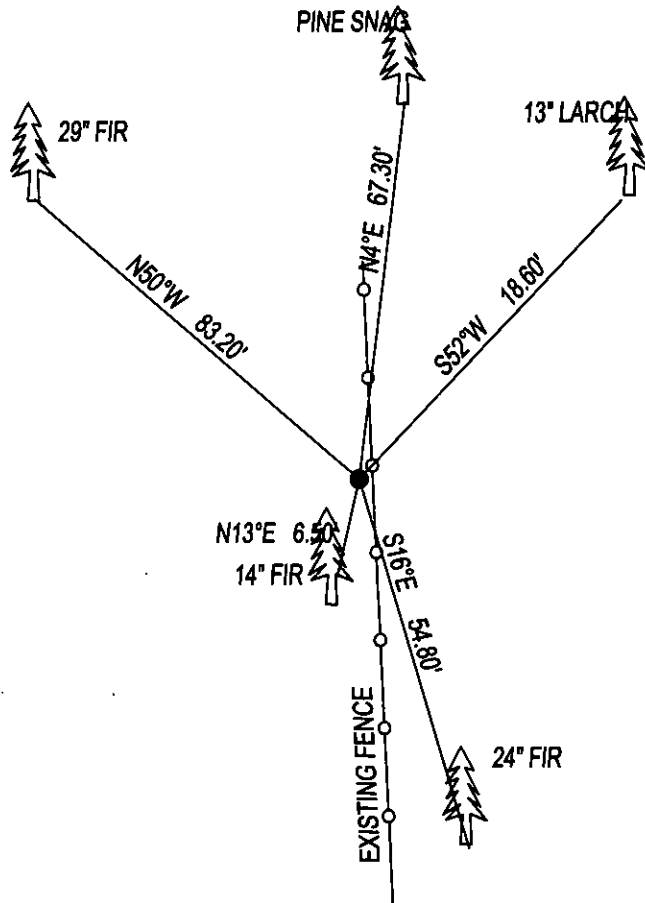 PINE SNAG
29" FIR
13" LARCH
N4°E 67.30'
N50°W 83.20'
S52°W 18.60'
N13°E 6.50
14" FIR
S16°E 54.80'
24" FIR
EXISTING FENCE